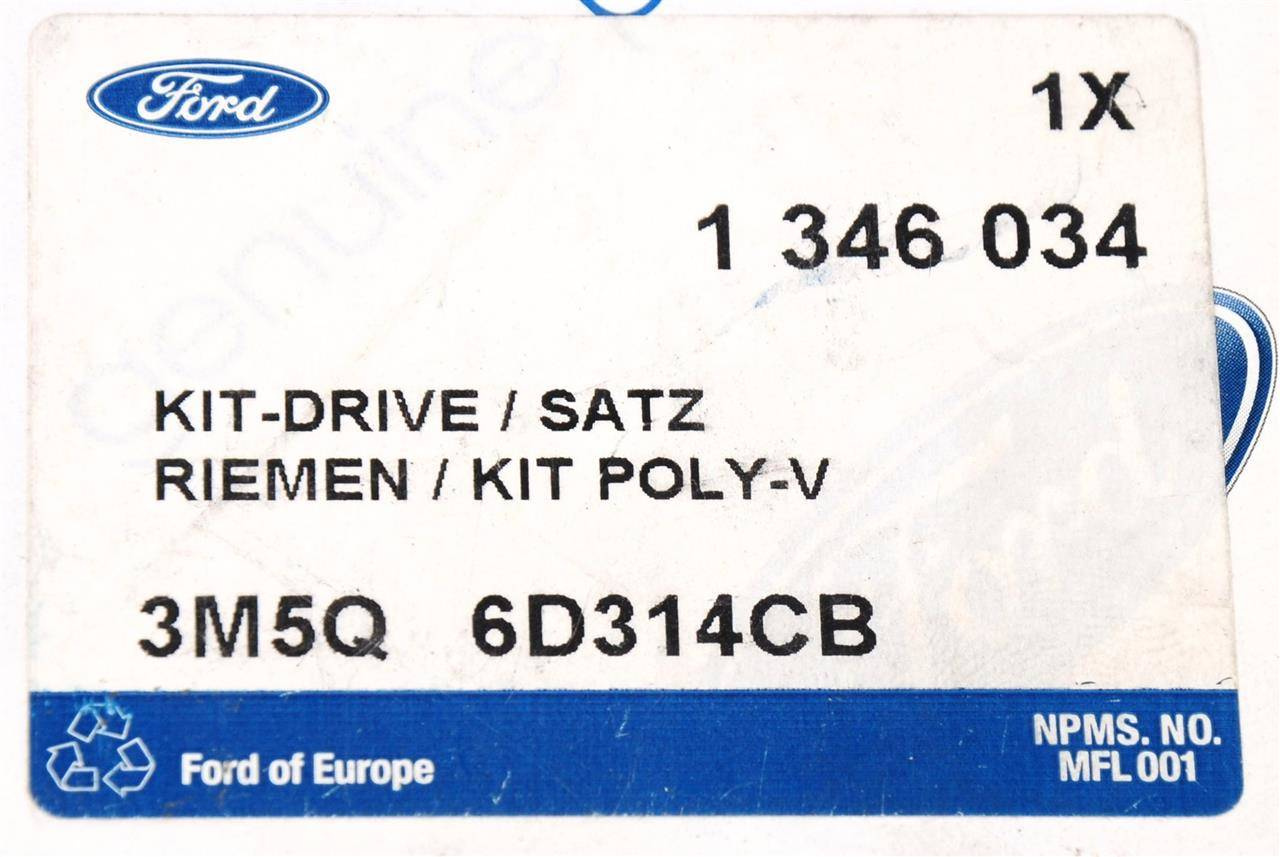 Ford
1X
1 346 034
genuine
KIT-DRIVE / SATZ
RIEMEN / KIT POLY-V
3M5Q 6D314CB
Ford of Europe
NPMS. NO.
MFL 001